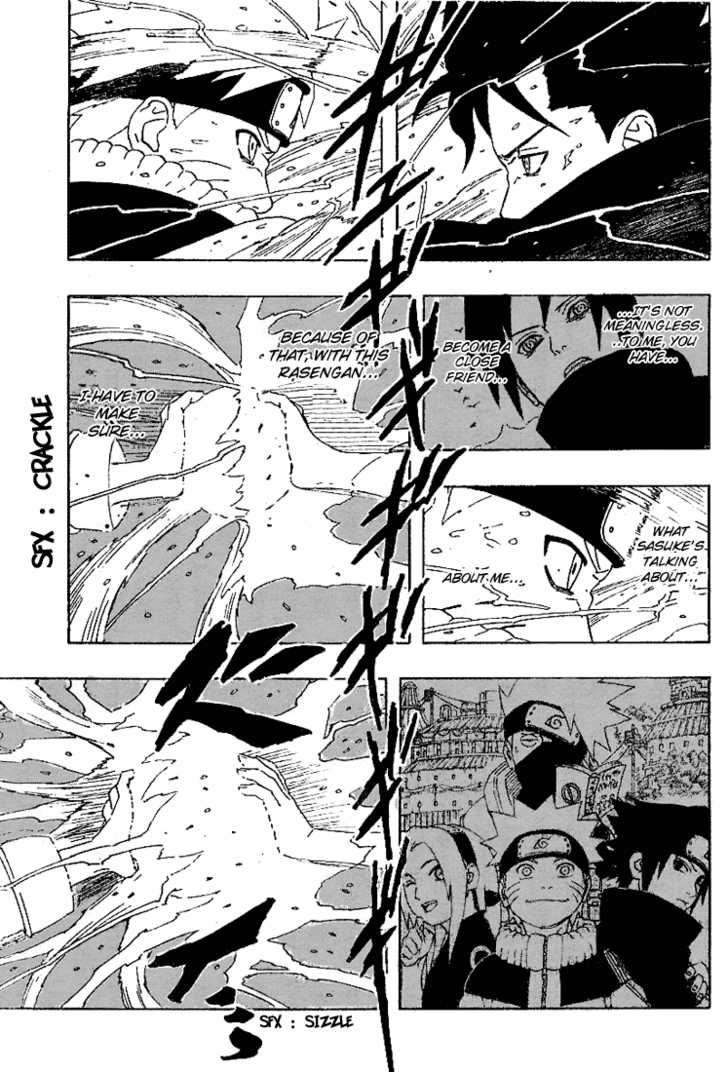 ...IT'S NOT
MEANINGLESS.
..TO ME, YOU
HAVE...
BECOME A
CLOSE
FRIEND...
BECAUSE OF
THAT, WITH THIS
RASENGAN...
I HAVE TO
MAKE
SURE...
SFX : CRACKLE
WHAT
SASUKE'S
TALKING
ABOUT...
ABOUT ME...
SFX : SIZZLE